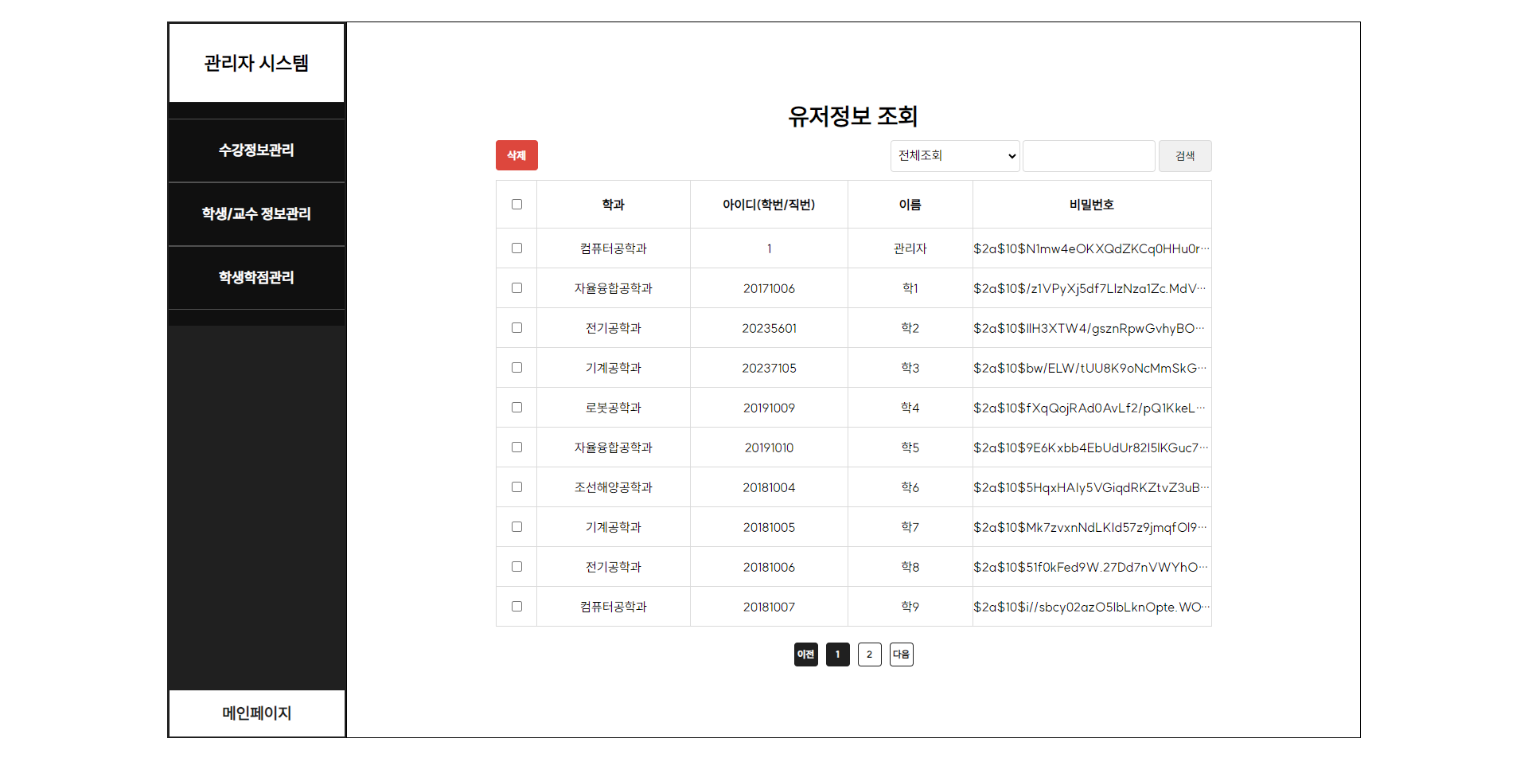 관리자 시스템
수강정보관리
학생/교수 정보관리
학생학점관리
메인페이지
유저정보 조회
삭제 전체조회 검색
학과 아이디(학번/직번) 이름 비밀번호
컴퓨터공학과 1 관리자 $2a$10$N1mw4eOKXQdZKCq0HHu0r…
자율융합공학과 20171006 학1 $2a$10$/z1VPyXj5df7LlzNza1Zc.MdV…
전기공학과 20235601 학2 $2a$10$llH3XTW4/gsznRpwGvhyBO…
기계공학과 20237105 학3 $2a$10$bw/ELW/tUU8K9oNcMmSkG…
로봇공학과 20191009 학4 $2a$10$fXqQojRAd0AvLf2/pQ1KkeL…
자율융합공학과 20191010 학5 $2a$10$9E6Kxbb4EbUdUr82l5lKGuc7…
조선해양공학과 20181004 학6 $2a$10$5HqxHAly5VGiqdRKZtvZ3uB…
기계공학과 20181005 학7 $2a$10$Mk7zvxnNdLKld57z9jmqfOl9…
전기공학과 20181006 학8 $2a$10$51f0kFed9W.27Dd7nVWYhO…
컴퓨터공학과 20181007 학9 $2a$10$i//sbcy02azO5lbLknOpte.WO…
이전 1 2 다음